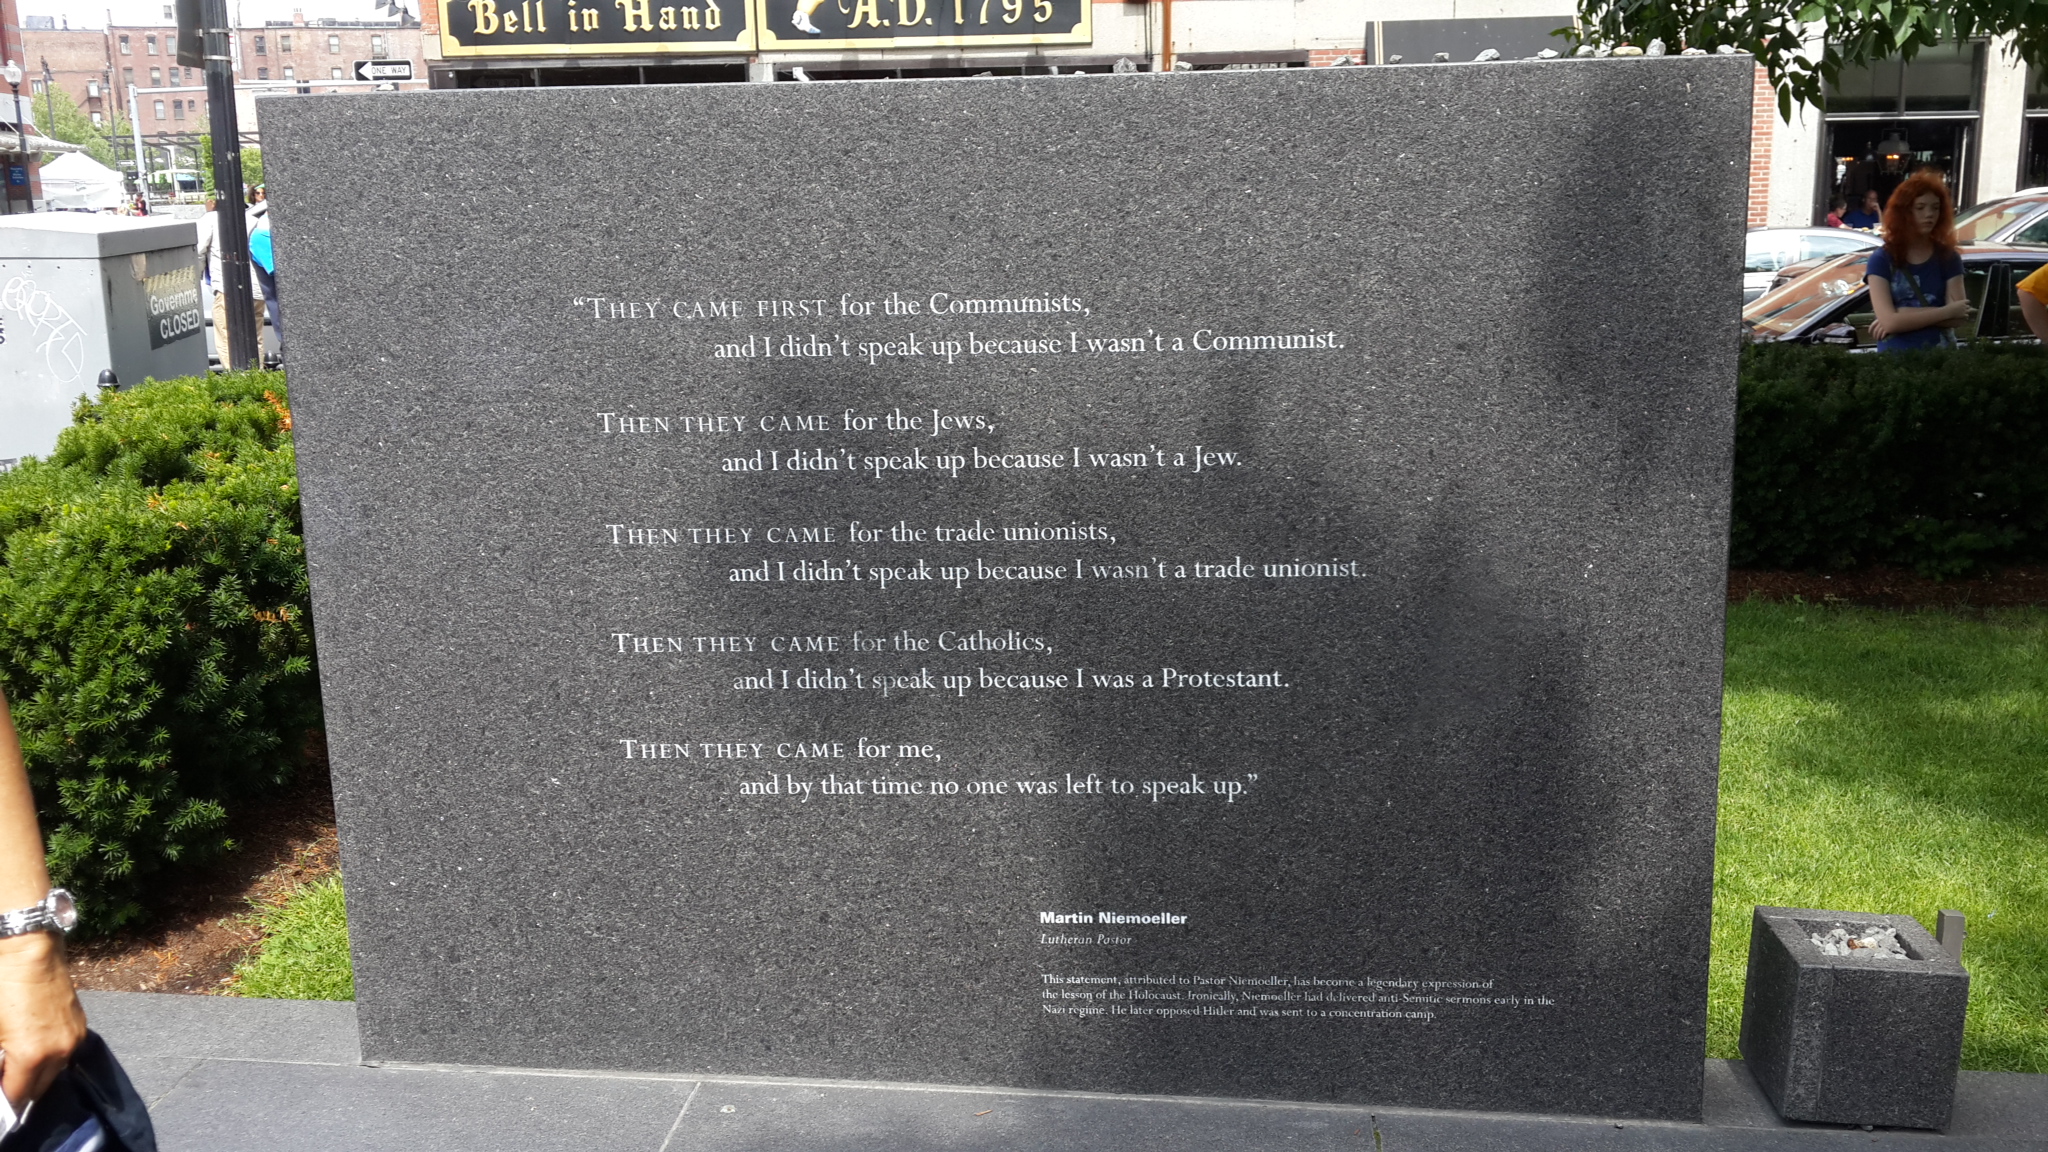 Bell in Hand
A.D. 1795
ONE WAY
Governme
CLOSED
“THEY CAME FIRST for the Communists,
and I didn’t speak up because I wasn’t a Communist.
THEN THEY CAME for the Jews,
and I didn’t speak up because I wasn’t a Jew.
THEN THEY CAME for the trade unionists,
and I didn’t speak up because I wasn’t a trade unionist.
THEN THEY CAME for the Catholics,
and I didn’t speak up because I was a Protestant.
THEN THEY CAME for me,
and by that time no one was left to speak up.”
Martin Niemoeller
Lutheran Pastor
This statement, attributed to Pastor Niemoeller, has become a legendary expression of
the lesson of the Holocaust. Ironically, Niemoeller had delivered anti-Semitic sermons early in the
Nazi regime. He later opposed Hitler and was sent to a concentration camp.